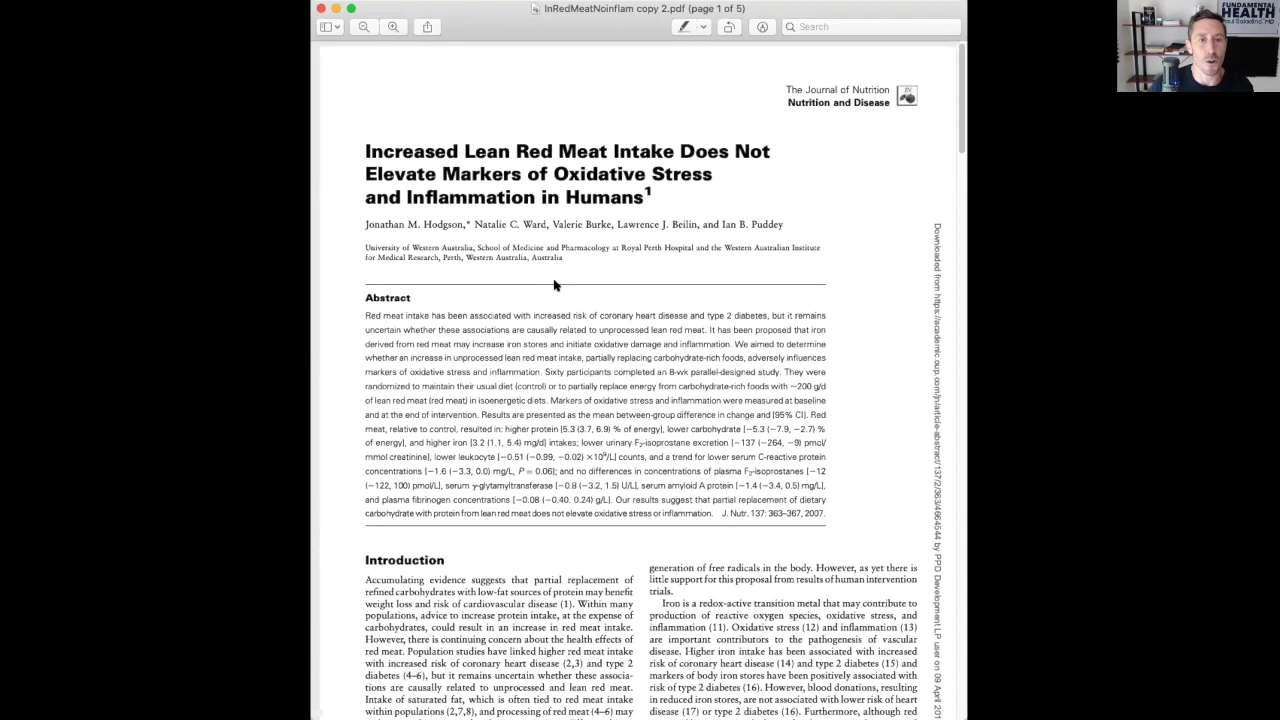 InRedMeatNoinflam copy 2.pdf (page 1 of 5)
Search
FUNDAMENTAL
HEALTH
Paul Saladino, MD
The Journal of Nutrition
Nutrition and Disease
Increased Lean Red Meat Intake Does Not
Elevate Markers of Oxidative Stress
and Inflammation in Humans¹
Jonathan M. Hodgson,* Natalie C. Ward, Valerie Burke, Lawrence J. Beilin, and Ian B. Puddey
University of Western Australia, School of Medicine and Pharmacology at Royal Perth Hospital and the Western Australian Institute
for Medical Research, Perth, Western Australia, Australia
Abstract
Red meat intake has been associated with increased risk of coronary heart disease and type 2 diabetes, but it remains
uncertain whether these associations are causally related to unprocessed lean red meat. It has been proposed that iron
derived from red meat may increase iron stores and initiate oxidative damage and inflammation. We aimed to determine
whether an increase in unprocessed lean red meat intake, partially replacing carbohydrate-rich foods, adversely influences
markers of oxidative stress and inflammation. Sixty participants completed an 8-wk parallel-designed study. They were
randomized to maintain their usual diet (control) or to partially replace energy from carbohydrate-rich foods with ~200 g/d
of lean red meat (red meat) in isoenergetic diets. Markers of oxidative stress and inflammation were measured at baseline
and at the end of intervention. Results are presented as the mean between-group difference in change and [95% CI]. Red
meat, relative to control, resulted in: higher protein [5.3 (3.7, 6.9) % of energy], lower carbohydrate [−5.3 (−7.9, −2.7) %
of energy], and higher iron [3.2 (1.1, 5.4) mg/d] intakes; lower urinary F₂-isoprostane excretion [−137 (−264, −9) pmol/
mmol creatinine], lower leukocyte [−0.51 (−0.99, −0.02) ×10⁹/L] counts, and a trend for lower serum C-reactive protein
concentrations [−1.6 (−3.3, 0.0) mg/L, P = 0.06]; and no differences in concentrations of plasma F₂-isoprostanes [−12
(−122, 100) pmol/L], serum γ-glutamyltransferase [−0.8 (−3.2, 1.5) U/L], serum amyloid A protein [−1.4 (−3.4, 0.5) mg/L],
and plasma fibrinogen concentrations [−0.08 (−0.40, 0.24) g/L]. Our results suggest that partial replacement of dietary
carbohydrate with protein from lean red meat does not elevate oxidative stress or inflammation. J. Nutr. 137: 363–367, 2007.
Introduction
Accumulating evidence suggests that partial replacement of
refined carbohydrates with low-fat sources of protein may benefit
weight loss and risk of cardiovascular disease (1). Within many
populations, advice to increase protein intake, at the expense of
carbohydrates, could result in an increase in red meat intake.
However, there is continuing concern about the health effects of
red meat. Population studies have linked higher red meat intake
with increased risk of coronary heart disease (2,3) and type 2
diabetes (4–6), but it remains uncertain whether these associa-
tions are causally related to unprocessed and lean red meat.
Intake of saturated fat, which is often tied to red meat intake
within populations (2,7,8), and processing of red meat (4–6) may
generation of free radicals in the body. However, as yet there is
little support for this proposal from results of human intervention
trials.
Iron is a redox-active transition metal that may contribute to
production of reactive oxygen species, oxidative stress, and
inflammation (11). Oxidative stress (12) and inflammation (13)
are important contributors to the pathogenesis of vascular
disease. Higher iron intake has been associated with increased
risk of coronary heart disease (14) and type 2 diabetes (15) and
markers of body iron stores have been positively associated with
risk of type 2 diabetes (16). However, blood donations, resulting
in reduced iron stores, are not associated with lower risk of heart
disease (17) or type 2 diabetes (16). Furthermore, although red
Downloaded from https://academic.oup.com/jn/article-abstract/137/2/363/4664544 by PPD Development LP user on 09 April 201